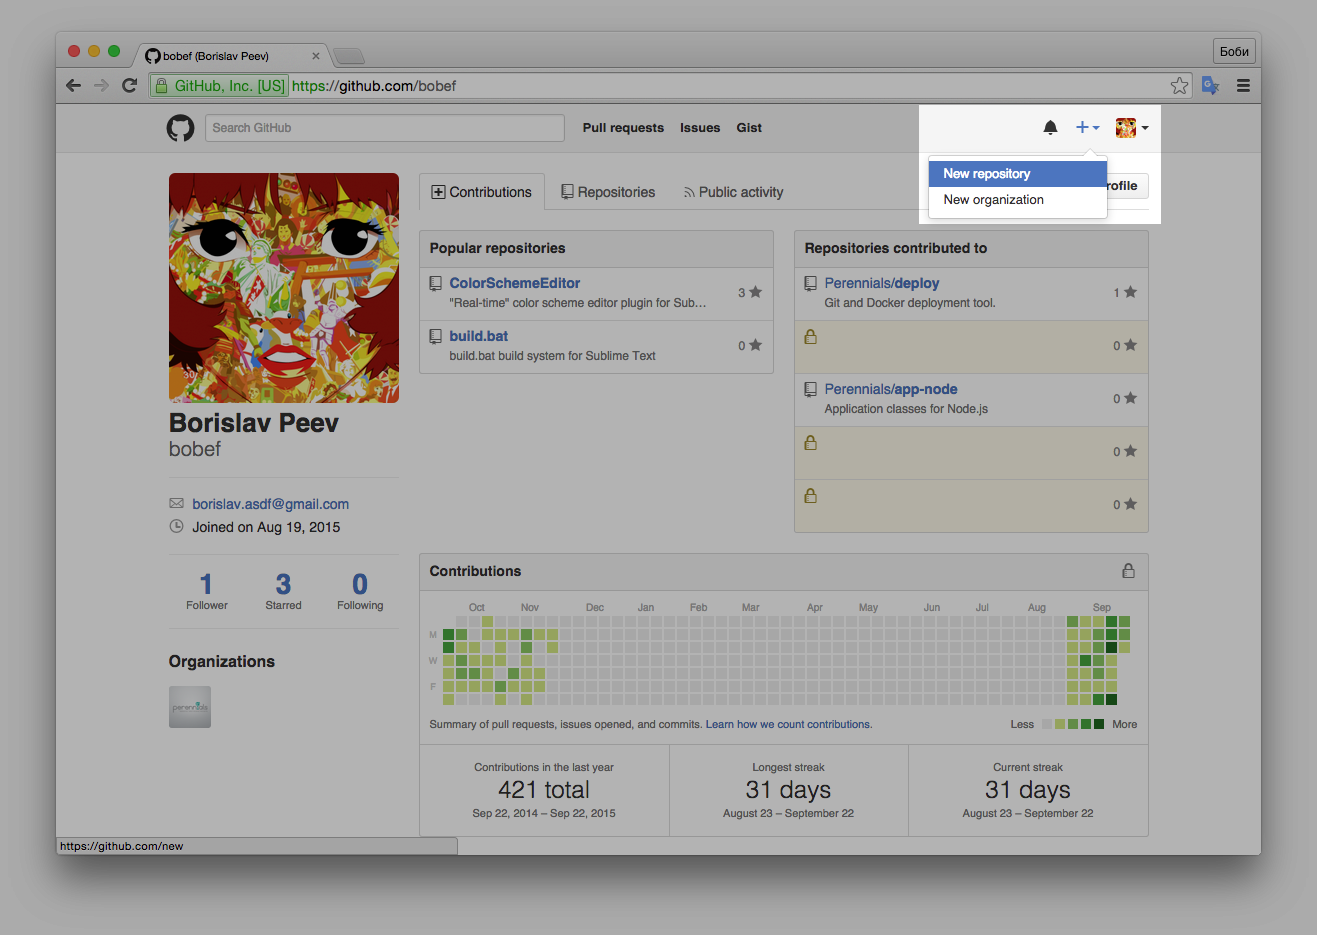 bobef (Borislav Peev)
Боби
GitHub, Inc. [US] https://github.com/bobef
Search GitHub
Pull requests Issues Gist
New repository
New organization
rofile
Contributions Repositories Public activity
Popular repositories
ColorSchemeEditor
"Real-time" color scheme editor plugin for Sub...
3
build.bat
build.bat build system for Sublime Text
0
Repositories contributed to
Perennials/deploy
Git and Docker deployment tool.
1
0
Perennials/app-node
Application classes for Node.js
0
0
0
Borislav Peev
bobef
borislav.asdf@gmail.com
Joined on Aug 19, 2015
1 3 0
Follower Starred Following
Organizations
perennials
Contributions
Oct Nov Dec Jan Feb Mar Apr May Jun Jul Aug Sep
M
W
F
Summary of pull requests, issues opened, and commits. Learn how we count contributions.
Less More
Contributions in the last year
421 total
Sep 22, 2014 – Sep 22, 2015
Longest streak
31 days
August 23 – September 22
Current streak
31 days
August 23 – September 22
https://github.com/new